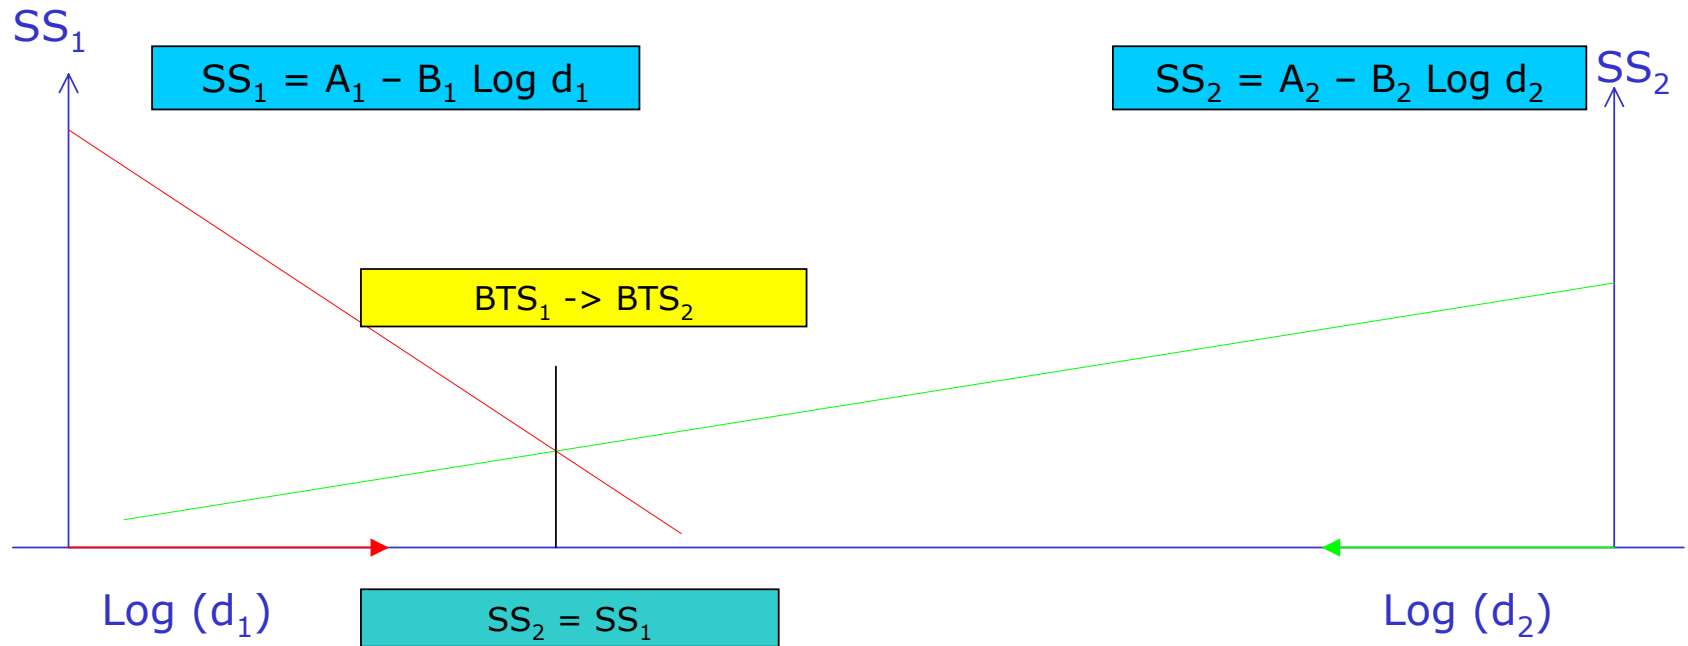 SS₁
SS₁ = A₁ – B₁ Log d₁
SS₂ = A₂ – B₂ Log d₂
SS₂
BTS₁ -> BTS₂
Log (d₁)
SS₂ = SS₁
Log (d₂)